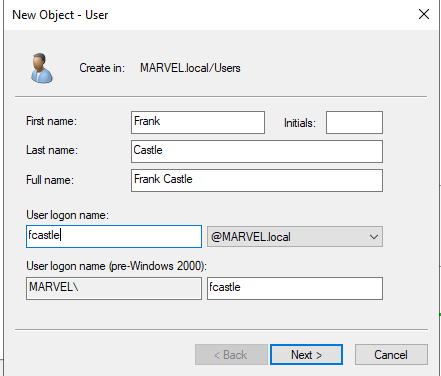 New Object - User
Create in: MARVEL.local/Users
First name: Frank Initials:
Last name: Castle
Full name: Frank Castle
User logon name:
fcastle @MARVEL.local
User logon name (pre-Windows 2000):
MARVEL\ fcastle
< Back Next > Cancel